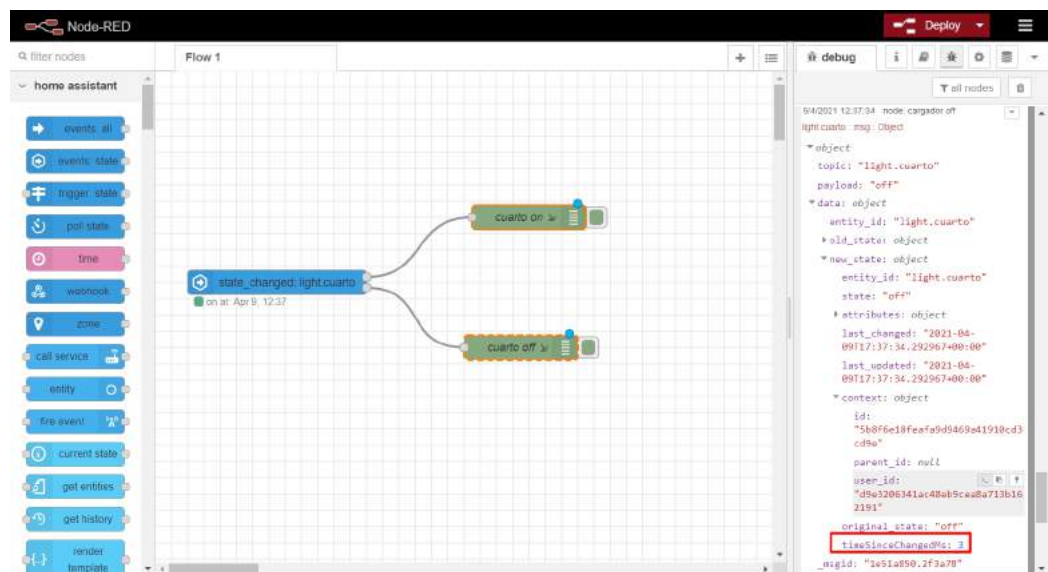 Node-RED
Deploy
filter nodes
Flow 1
debug
all nodes
home assistant
events: all
events: state
trigger: state
poll state
time
webhook
zone
call service
entity
fire event
current state
get entities
get history
render
template
state_changed: light.cuarto
on at: Apr 9, 12:37
cuarto on
cuarto off
9/4/2021 12:37:34 node: cargador off
light.cuarto : msg : Object
object
topic: "light.cuarto"
payload: "off"
data: object
entity_id: "light.cuarto"
old_state: object
new_state: object
entity_id: "light.cuarto"
state: "off"
attributes: object
last_changed: "2021-04-
09T17:37:34.292967+00:00"
last_updated: "2021-04-
09T17:37:34.292967+00:00"
context: object
id:
"5b8f6e18feafa9d9469a41910cd3
cd9e"
parent_id: null
user_id:
"d9e3206341ac48ab9cea8a713b16
2191"
original_state: "off"
timeSinceChangedMs: 3
_msgid: "1e51a850.2f3a78"